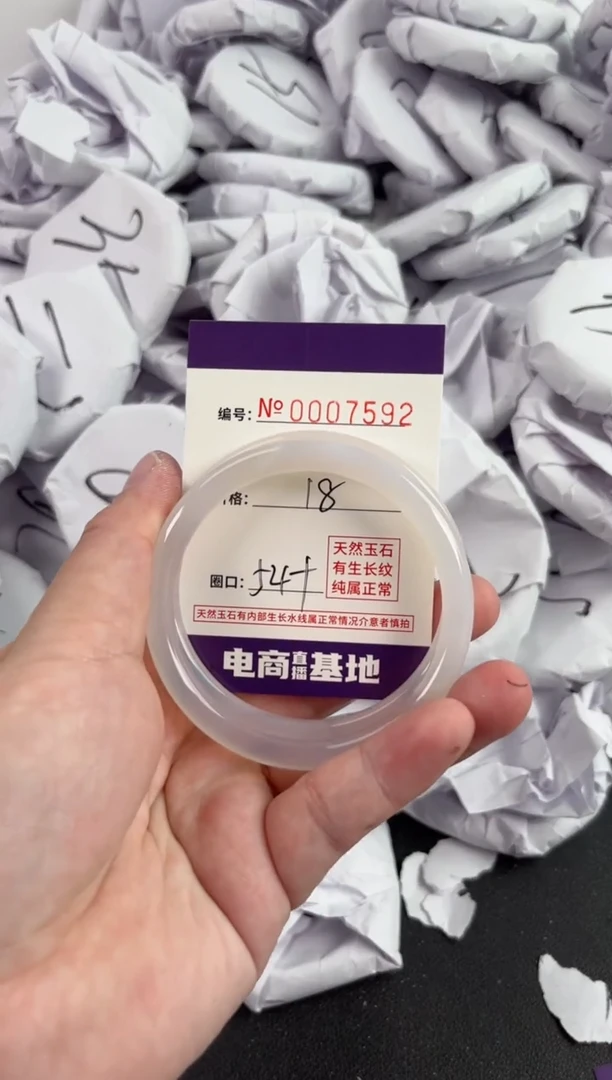 编号: № 0007592
格: 18
圈口: 54+
天然玉石
有生长纹
纯属正常
天然玉石有内部生长水线属正常情况介意者慎拍
电商直播基地